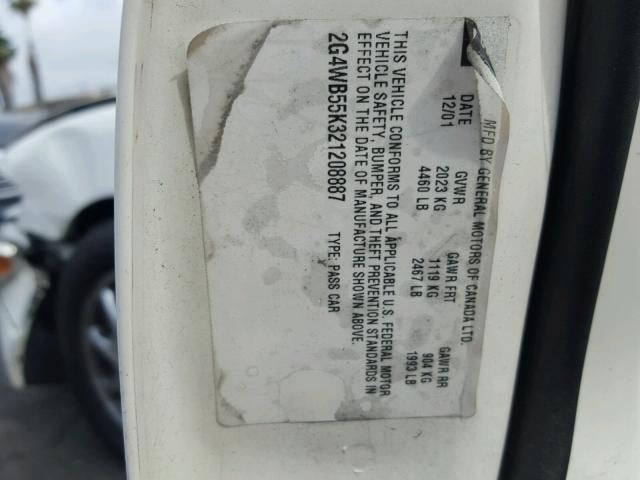 MFD BY GENERAL MOTORS OF CANADA LTD.
DATE GVWR GAWR FRT GAWR RR
12/01 2023 KG 1119 KG 904 KG
4460 LB 2467 LB 1993 LB
THIS VEHICLE CONFORMS TO ALL APPLICABLE U.S. FEDERAL MOTOR
VEHICLE SAFETY, BUMPER, AND THEFT PREVENTION STANDARDS IN
EFFECT ON THE DATE OF MANUFACTURE SHOWN ABOVE.
2G4WB55K321208887 TYPE: PASS CAR